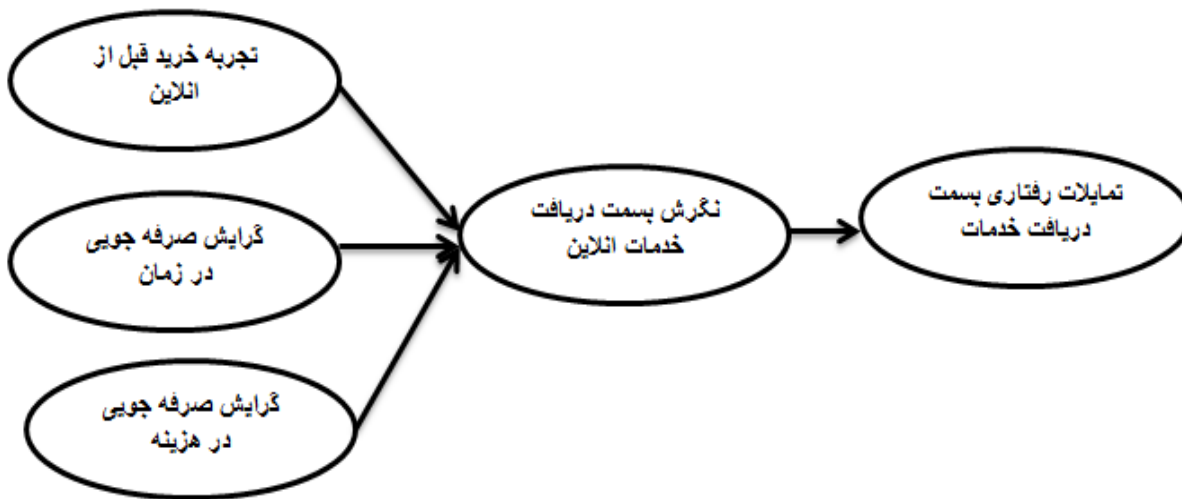 تجربه خرید قبل از
انلاین
گرایش صرفه جویی
در زمان
گرایش صرفه جویی
در هزینه
نگرش بسمت دریافت
خدمات انلاین
تمایلات رفتاری بسمت
دریافت خدمات